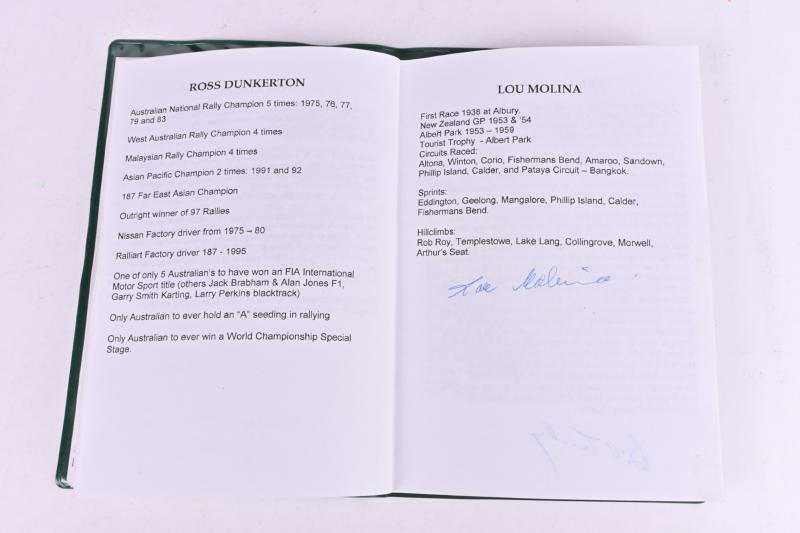 ROSS DUNKERTON
Australian National Rally Champion 5 times: 1975, 76, 77,
79 and 83
West Australian Rally Champion 4 times
Malaysian Rally Champion 4 times
Asian Pacific Champion 2 times: 1991 and 92
187 Far East Asian Champion
Outright winner of 97 Rallies
Nissan Factory driver from 1975 – 80
Ralliart Factory driver 187 - 1995
One of only 5 Australian's to have won an FIA International
Motor Sport title (others Jack Brabham & Alan Jones F1,
Garry Smith Karting, Larry Perkins blacktrack)
Only Australian to ever hold an "A" seeding in rallying
Only Australian to ever win a World Championship Special
Stage.
LOU MOLINA
First Race 1938 at Albury.
New Zealand GP 1953 & '54
Albert Park 1953 – 1959
Tourist Trophy - Albert Park
Circuits Raced:
Altona, Winton, Corio, Fishermans Bend, Amaroo, Sandown,
Phillip Island, Calder, and Pataya Circuit – Bangkok.
Sprints:
Eddington, Geelong, Mangalore, Phillip Island, Calder,
Fishermans Bend.
Hillclimbs:
Rob Roy, Templestowe, Lake Lang, Collingrove, Morwell,
Arthur's Seat.
Lou Molina